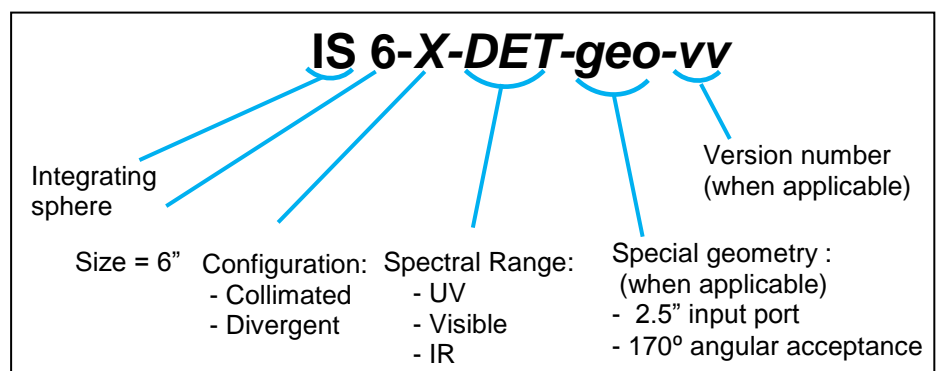 IS 6-X-DET-geo-vv
Integrating
sphere
Size = 6”
Configuration:
- Collimated
- Divergent
Spectral Range:
- UV
- Visible
- IR
Special geometry :
(when applicable)
- 2.5” input port
- 170º angular acceptance
Version number
(when applicable)